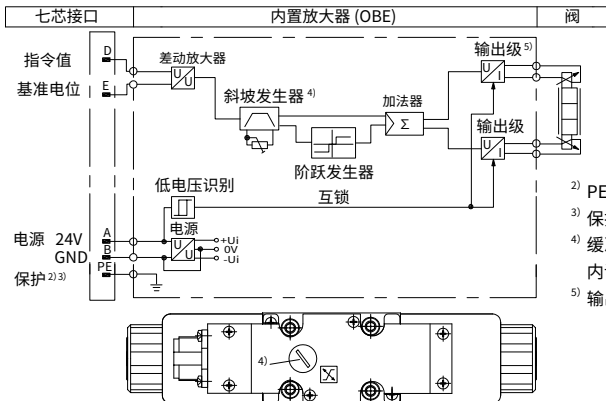 七芯接口 内置放大器 (OBE) 阀
指令值 D
基准电位 E
差动放大器
U U
斜坡发生器 4)
阶跃发生器
加法器
Σ
输出级 5)
U I
输出级
U I
低电压识别
互锁
电源 24V A
GND B
保护 2)3) PE
电源
U U
+Ui
0V
-Ui
2) PE
3) 保
4) 缓
内
5) 输
4)